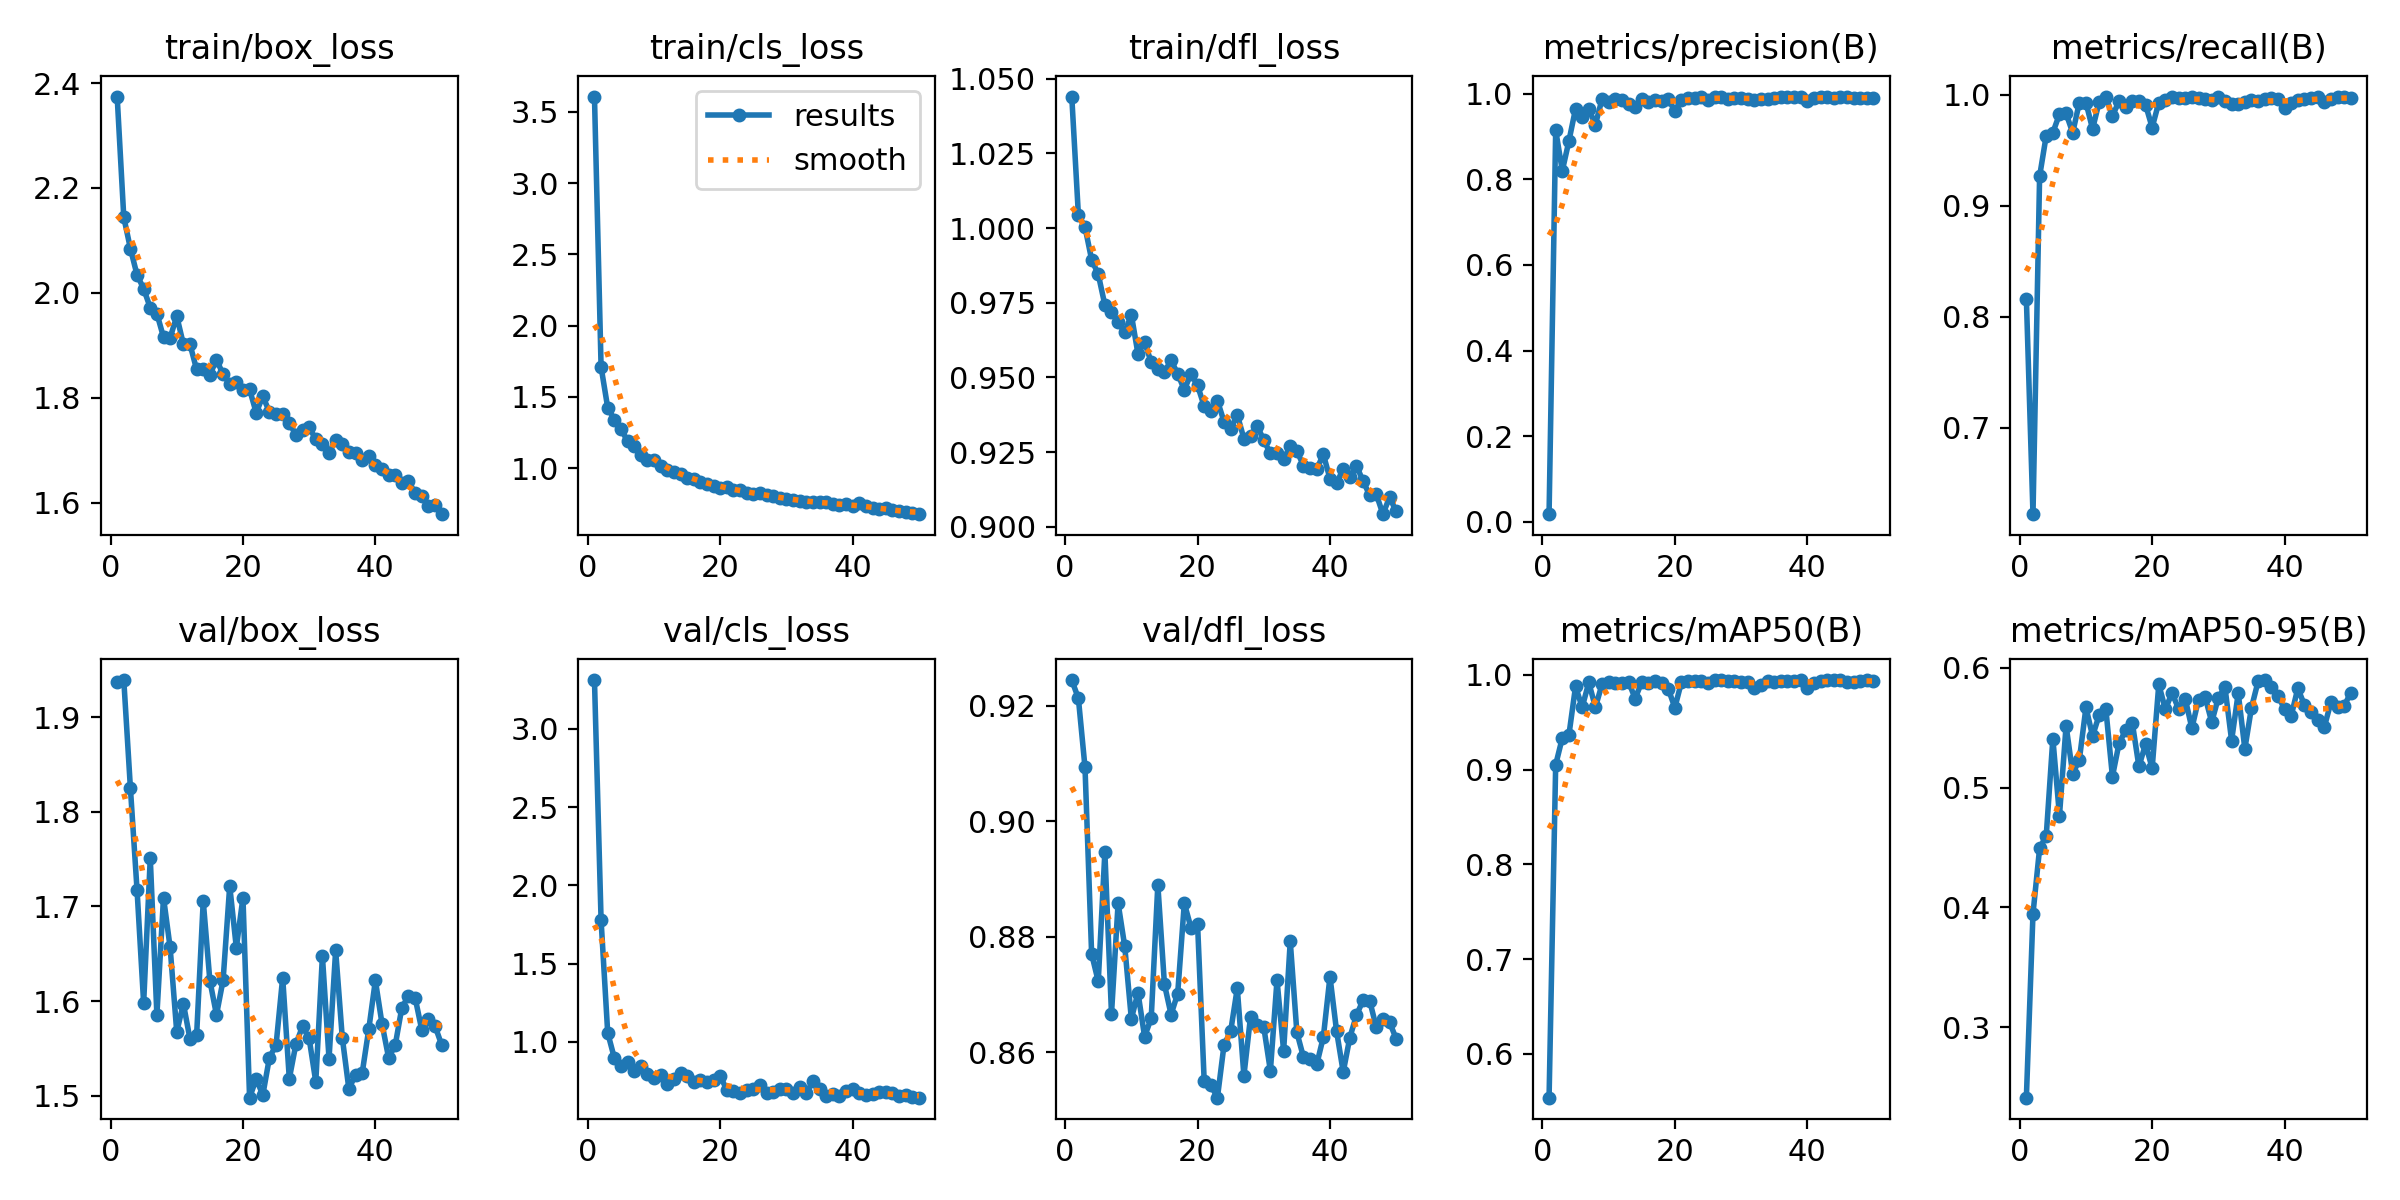 train/box_loss
2.4
2.2
2.0
1.8
1.6
0 20 40
train/cls_loss
results
smooth
3.5
3.0
2.5
2.0
1.5
1.0
0 20 40
train/dfl_loss
1.050
1.025
1.000
0.975
0.950
0.925
0.900
0 20 40
metrics/precision(B)
1.0
0.8
0.6
0.4
0.2
0.0
0 20 40
metrics/recall(B)
1.0
0.9
0.8
0.7
0 20 40
val/box_loss
1.9
1.8
1.7
1.6
1.5
0 20 40
val/cls_loss
3.0
2.5
2.0
1.5
1.0
0 20 40
val/dfl_loss
0.92
0.90
0.88
0.86
0 20 40
metrics/mAP50(B)
1.0
0.9
0.8
0.7
0.6
0 20 40
metrics/mAP50-95(B)
0.6
0.5
0.4
0.3
0 20 40